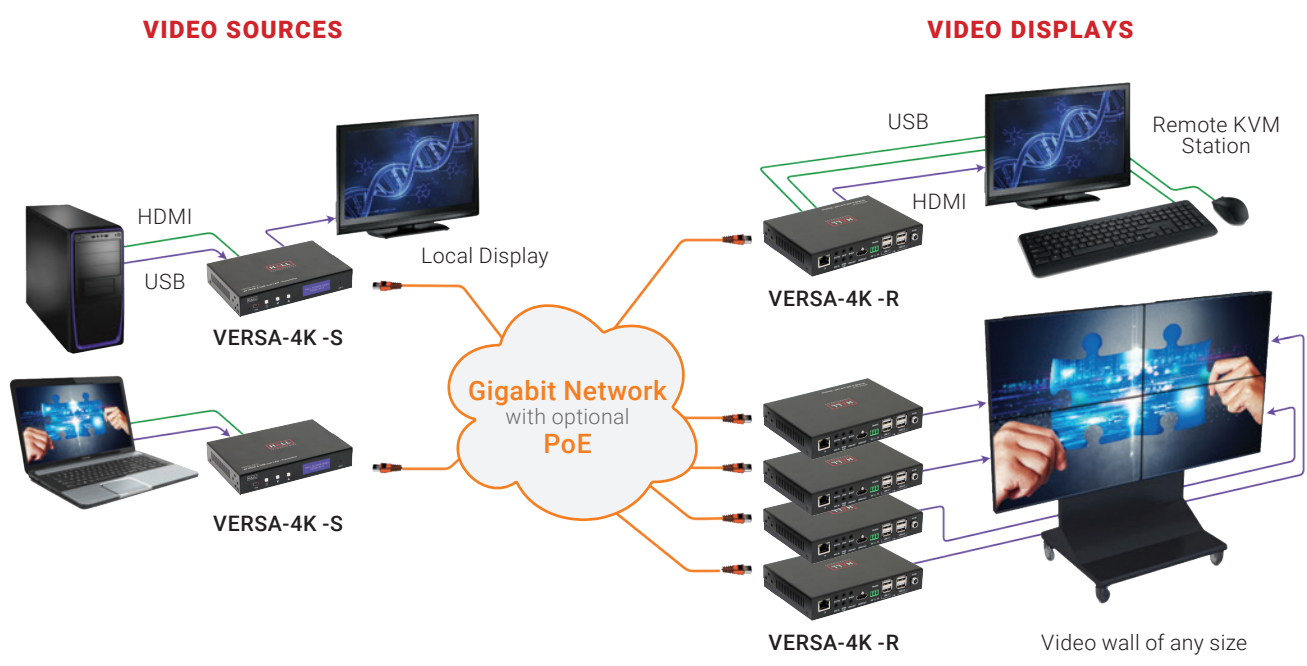 VIDEO SOURCES
VIDEO DISPLAYS
USB
Remote KVM
Station
HDMI
HDMI
USB
Local Display
VERSA-4K -S
VERSA-4K -R
Gigabit Network
with optional
PoE
VERSA-4K -S
VERSA-4K -R
Video wall of any size